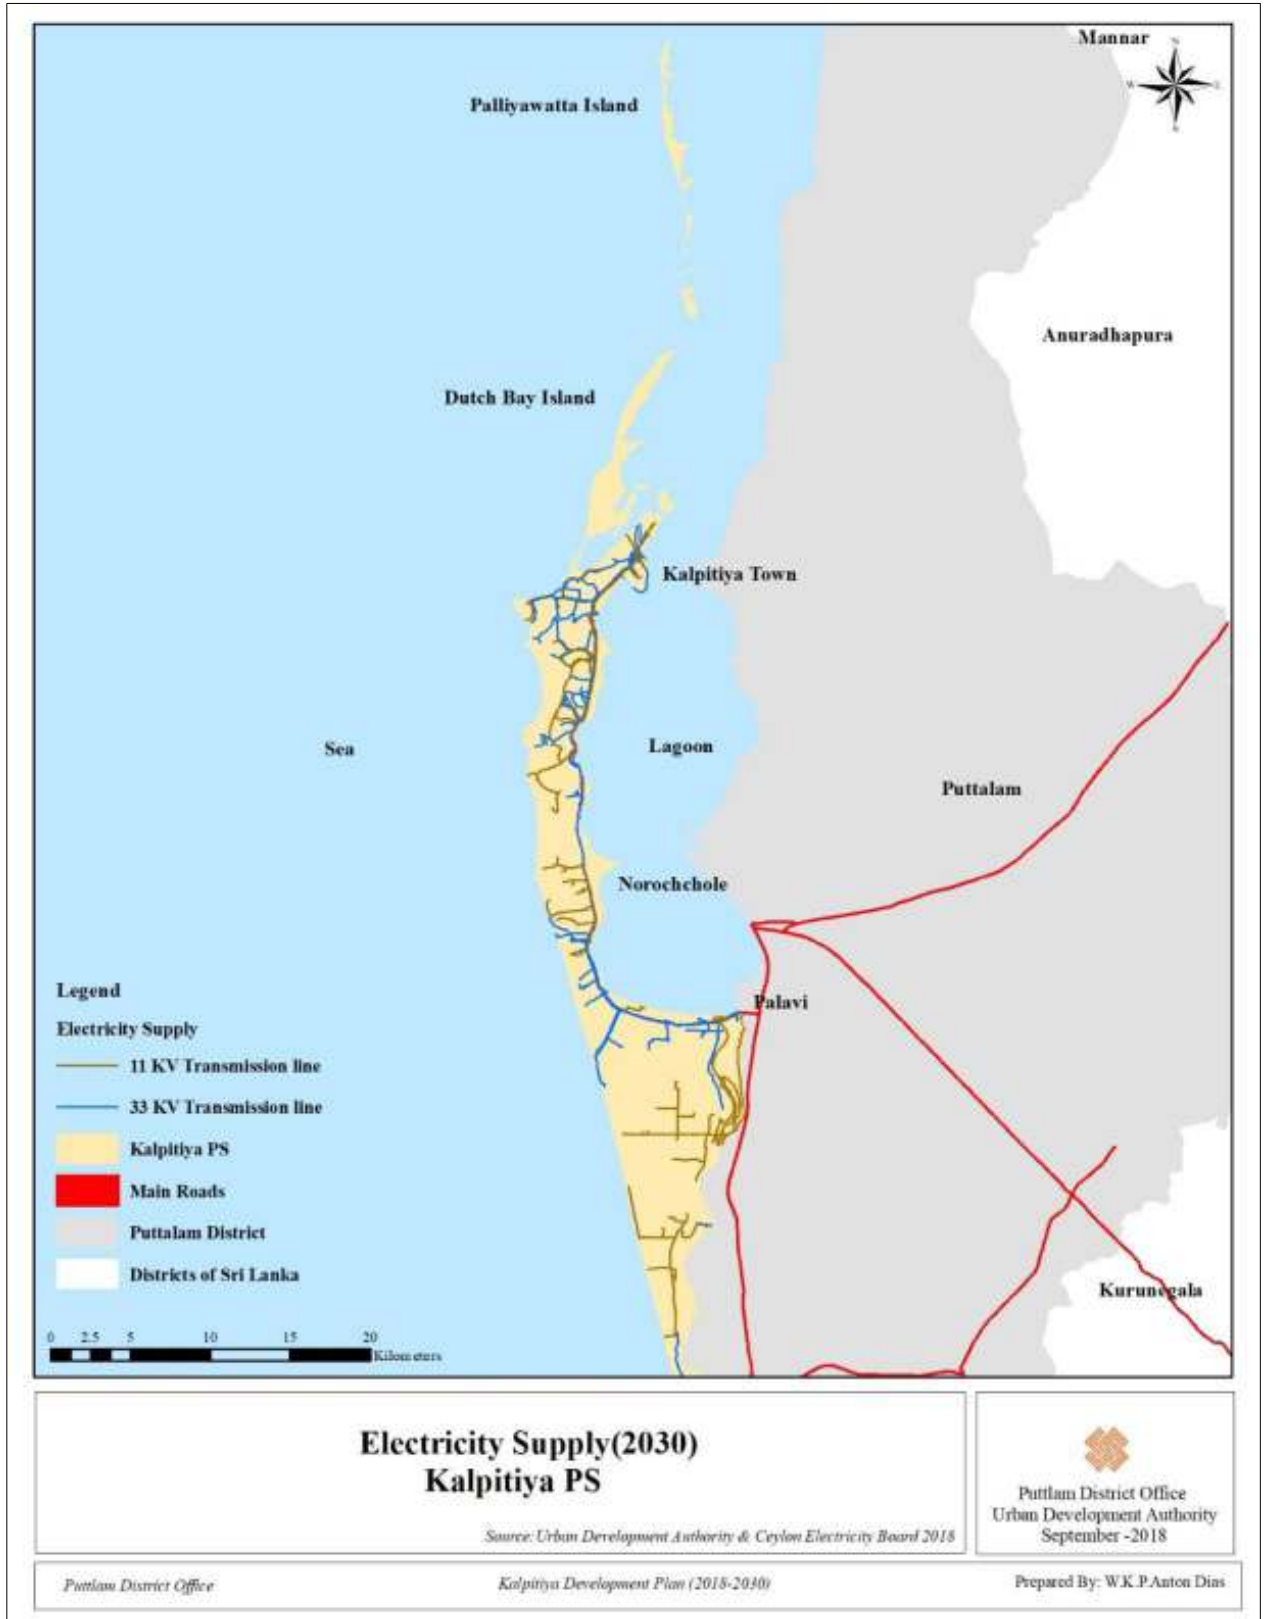 Mannar
N
W
E
S
Palliyawatta Island
Anuradhapura
Dutch Bay Island
Kalpitiya Town
Sea
Lagoon
Puttalam
Norochchole
Palavi
Legend
Electricity Supply
11 KV Transmission line
33 KV Transmission line
Kalpitiya PS
Main Roads
Puttalam District
Districts of Sri Lanka
Kurunegala
0 2.5 5 10 15 20
Kilometers
Electricity Supply(2030)
Kalpitiya PS
Source: Urban Development Authority & Ceylon Electricity Board 2018
Puttlam District Office
Urban Development Authority
September -2018
Puttlam District Office
Kalpitiya Development Plan (2018-2030)
Prepared By: W.K.P.Anton Dias